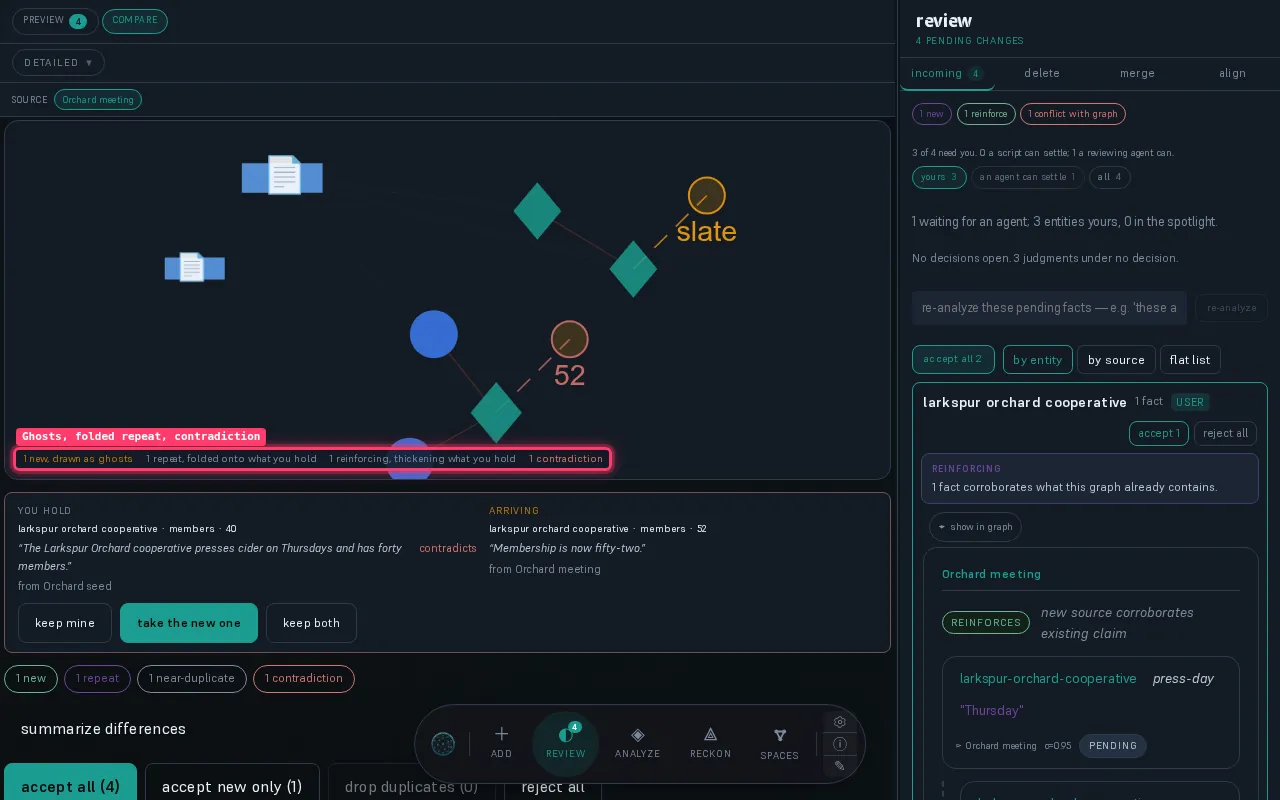 PREVIEW 4 COMPARE
DETAILED ▾
SOURCE Orchard meeting
slate
52
Ghosts, folded repeat, contradiction
1 new, drawn as ghosts 1 repeat, folded onto what you hold 1 reinforcing, thickening what you hold 1 contradiction
YOU HOLD
larkspur orchard cooperative · members · 40
"The Larkspur Orchard cooperative presses cider on Thursdays and has forty
members."
from Orchard seed
contradicts
ARRIVING
larkspur orchard cooperative · members · 52
"Membership is now fifty-two."
from Orchard meeting
keep mine take the new one keep both
1 new 1 repeat 1 near-duplicate 1 contradiction
summarize differences
accept all (4) accept new only (1) drop duplicates (0) reject all
ADD REVIEW 4 ANALYZE RECKON SPACES
review
4 PENDING CHANGES
incoming 4 delete merge align
1 new 1 reinforce 1 conflict with graph
3 of 4 need you. 0 a script can settle; 1 a reviewing agent can.
yours 3 an agent can settle 1 all 4
1 waiting for an agent; 3 entities yours, 0 in the spotlight.
No decisions open. 3 judgments under no decision.
re-analyze these pending facts — e.g. 'these a re-analyze
accept all 2 by entity by source flat list
larkspur orchard cooperative 1 fact USER
accept 1 reject all
REINFORCING
1 fact corroborates what this graph already contains.
⌖ show in graph
Orchard meeting
REINFORCES new source corroborates
existing claim
larkspur-orchard-cooperative press-day
"Thursday"
Orchard meeting σ=0.95 PENDING